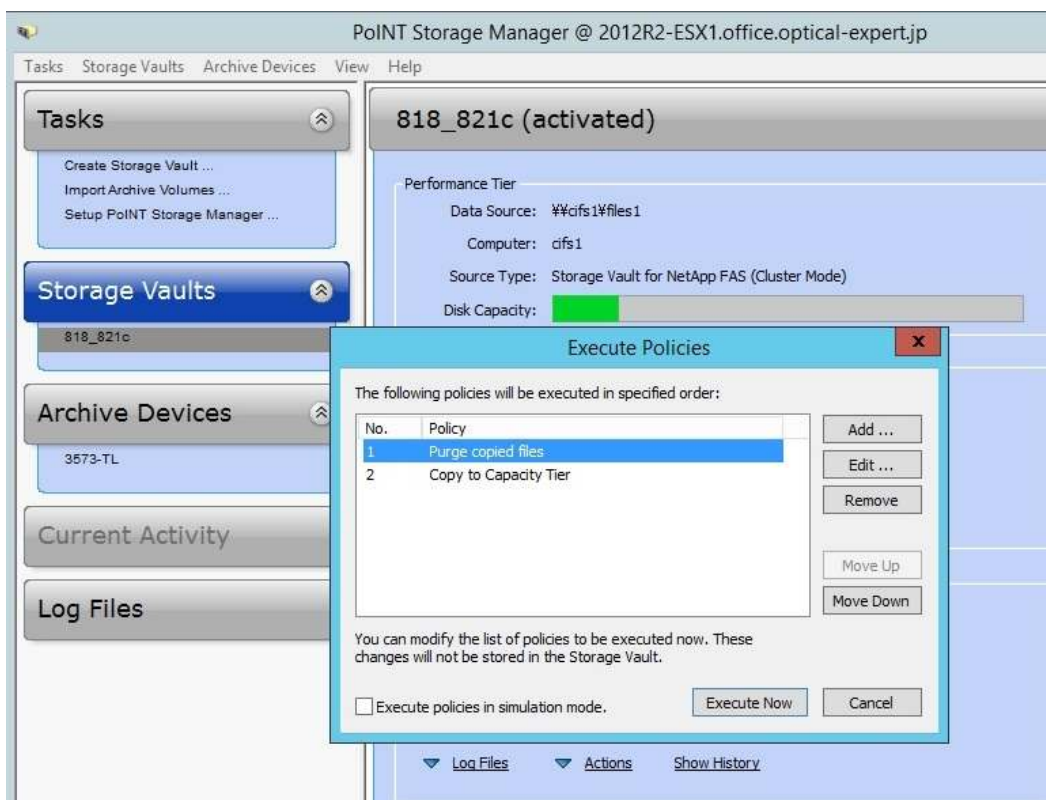 PoINT Storage Manager @ 2012R2-ESX1.office.optical-expert.jp
Tasks Storage Vaults Archive Devices View Help
Tasks
Create Storage Vault ...
Import Archive Volumes ...
Setup PoINT Storage Manager ...
Storage Vaults
818_821c
Archive Devices
3573-TL
Current Activity
Log Files
818_821c (activated)
Performance Tier
Data Source: ¥¥cifs1¥files1
Computer: cifs1
Source Type: Storage Vault for NetApp FAS (Cluster Mode)
Disk Capacity:
Execute Policies
x
The following policies will be executed in specified order:
No. Policy
1 Purge copied files
2 Copy to Capacity Tier
Add ...
Edit ...
Remove
Move Up
Move Down
You can modify the list of policies to be executed now. These
changes will not be stored in the Storage Vault.
Execute policies in simulation mode.
Execute Now
Cancel
Log Files Actions Show History